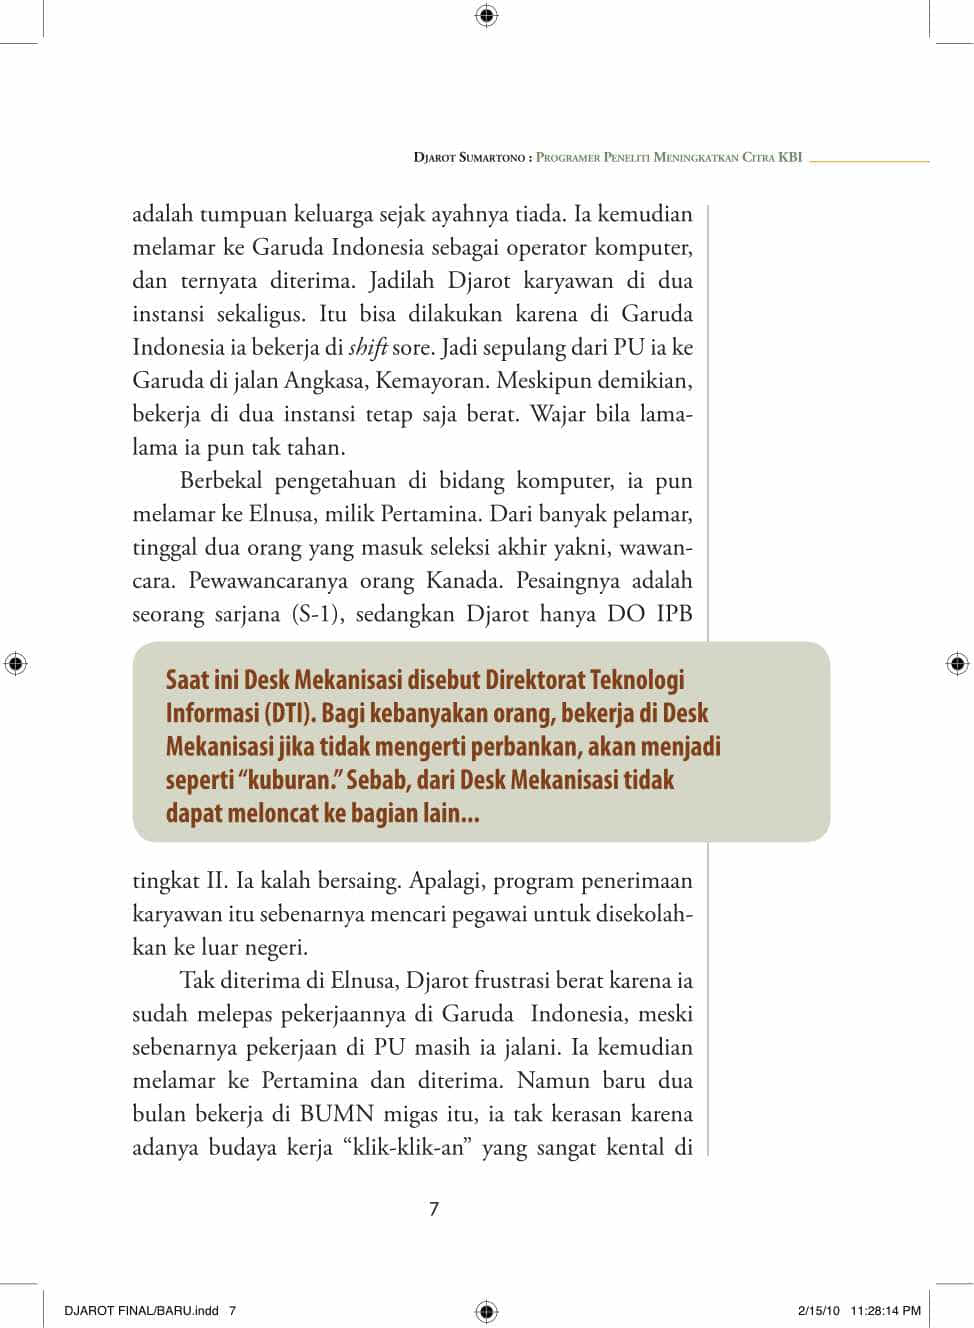 DJAROT SUMARTONO : PROGRAMER PENELITI MENINGKATKAN CITRA KBI
adalah tumpuan keluarga sejak ayahnya tiada. Ia kemudian
melamar ke Garuda Indonesia sebagai operator komputer,
dan ternyata diterima. Jadilah Djarot karyawan di dua
instansi sekaligus. Itu bisa dilakukan karena di Garuda
Indonesia ia bekerja di shift sore. Jadi sepulang dari PU ia ke
Garuda di jalan Angkasa, Kemayoran. Meskipun demikian,
bekerja di dua instansi tetap saja berat. Wajar bila lama-
lama ia pun tak tahan.
Berbekal pengetahuan di bidang komputer, ia pun
melamar ke Elnusa, milik Pertamina. Dari banyak pelamar,
tinggal dua orang yang masuk seleksi akhir yakni, wawan-
cara. Pewawancaranya orang Kanada. Pesaingnya adalah
seorang sarjana (S-1), sedangkan Djarot hanya DO IPB
Saat ini Desk Mekanisasi disebut Direktorat Teknologi
Informasi (DTI). Bagi kebanyakan orang, bekerja di Desk
Mekanisasi jika tidak mengerti perbankan, akan menjadi
seperti “kuburan.” Sebab, dari Desk Mekanisasi tidak
dapat meloncat ke bagian lain...
tingkat II. Ia kalah bersaing. Apalagi, program penerimaan
karyawan itu sebenarnya mencari pegawai untuk disekolah-
kan ke luar negeri.
Tak diterima di Elnusa, Djarot frustrasi berat karena ia
sudah melepas pekerjaannya di Garuda Indonesia, meski
sebenarnya pekerjaan di PU masih ia jalani. Ia kemudian
melamar ke Pertamina dan diterima. Namun baru dua
bulan bekerja di BUMN migas itu, ia tak kerasan karena
adanya budaya kerja “klik-klik-an” yang sangat kental di
7
DJAROT FINAL/BARU.indd 7
2/15/10 11:28:14 PM